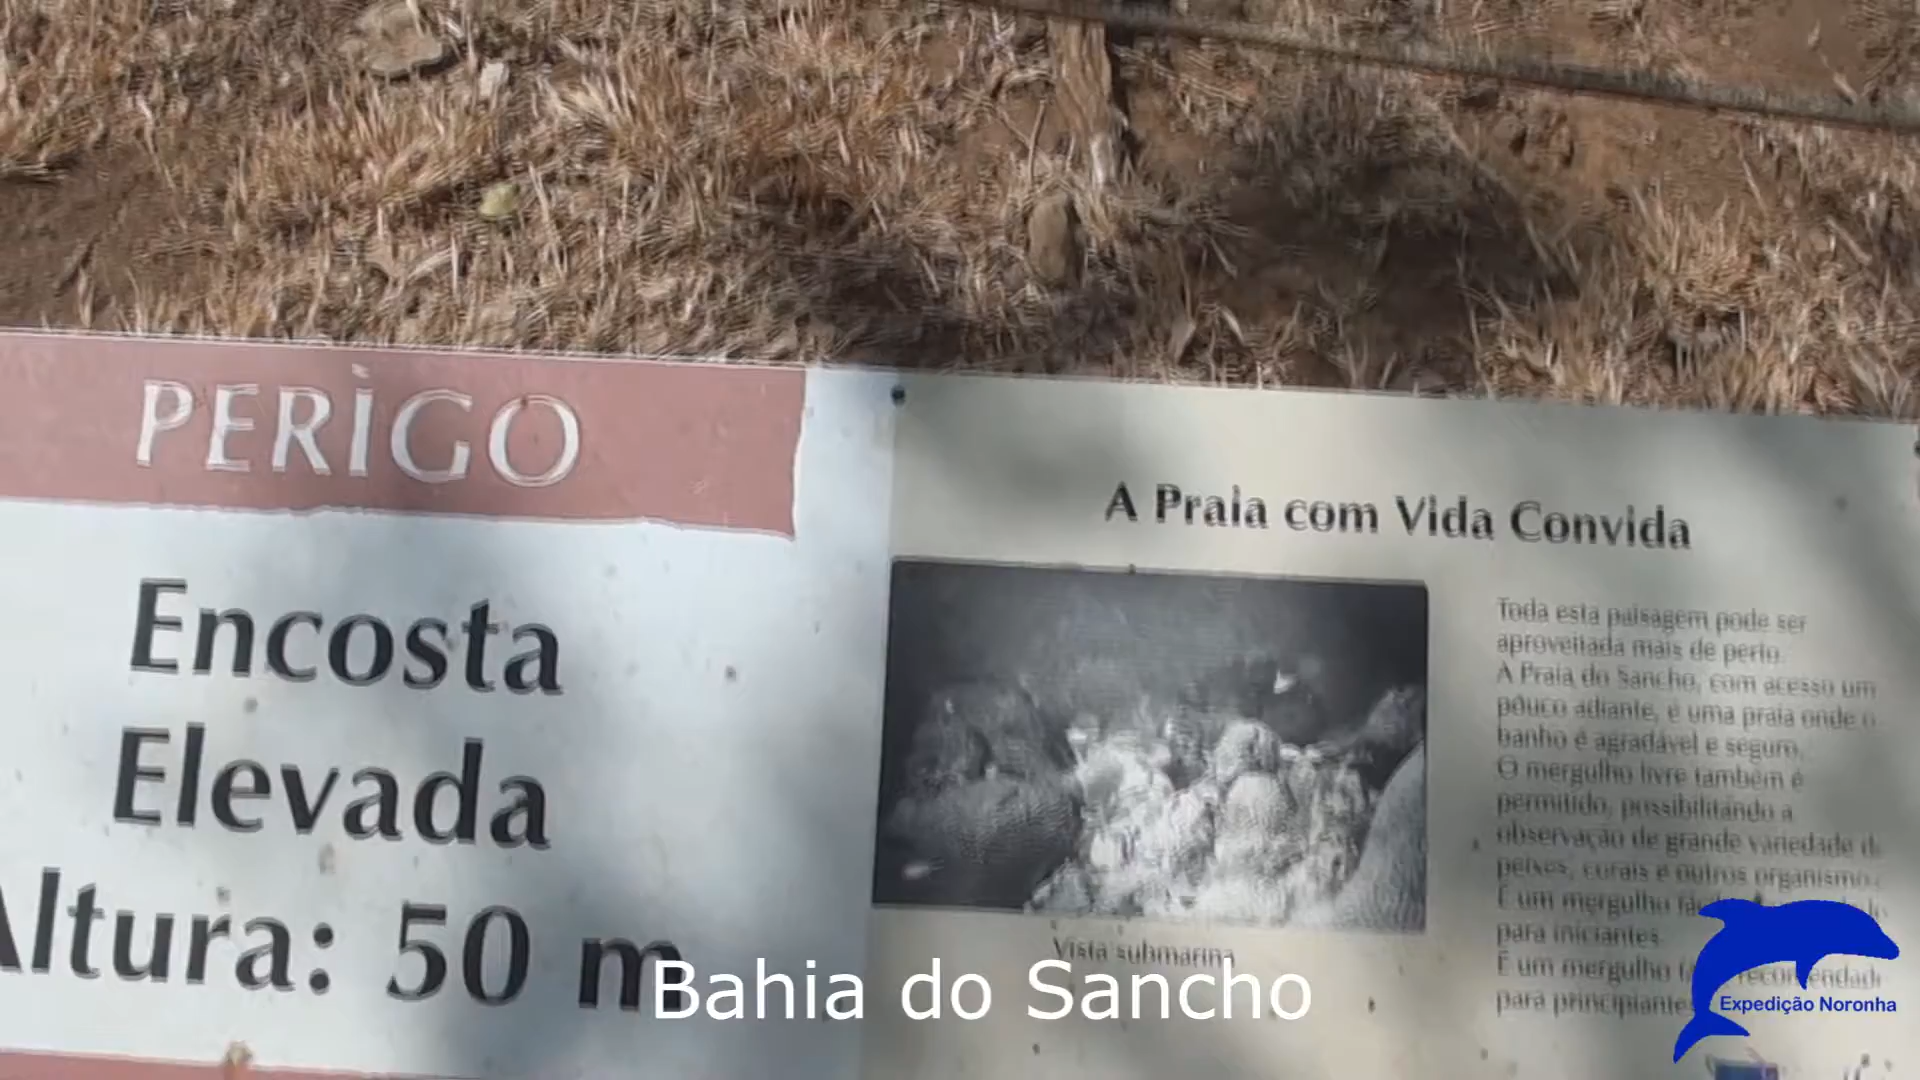 PERIGO
Encosta
Elevada
Altura: 50 m
A Praia com Vida Convida
Toda esta paisagem pode ser
aproveitada mais de perto.
A Praia do Sancho, com acesso um
pouco adiante, é uma praia onde o
banho é agradável e seguro.
O mergulho livre também é
permitido, possibilitando a
observação de grande variedade de
peixes, corais e outros organismos.
É um mergulho
para iniciantes.
É um mergulho recomendado
para principiantes
Vista submarina
Bahia do Sancho
Expedição Noronha